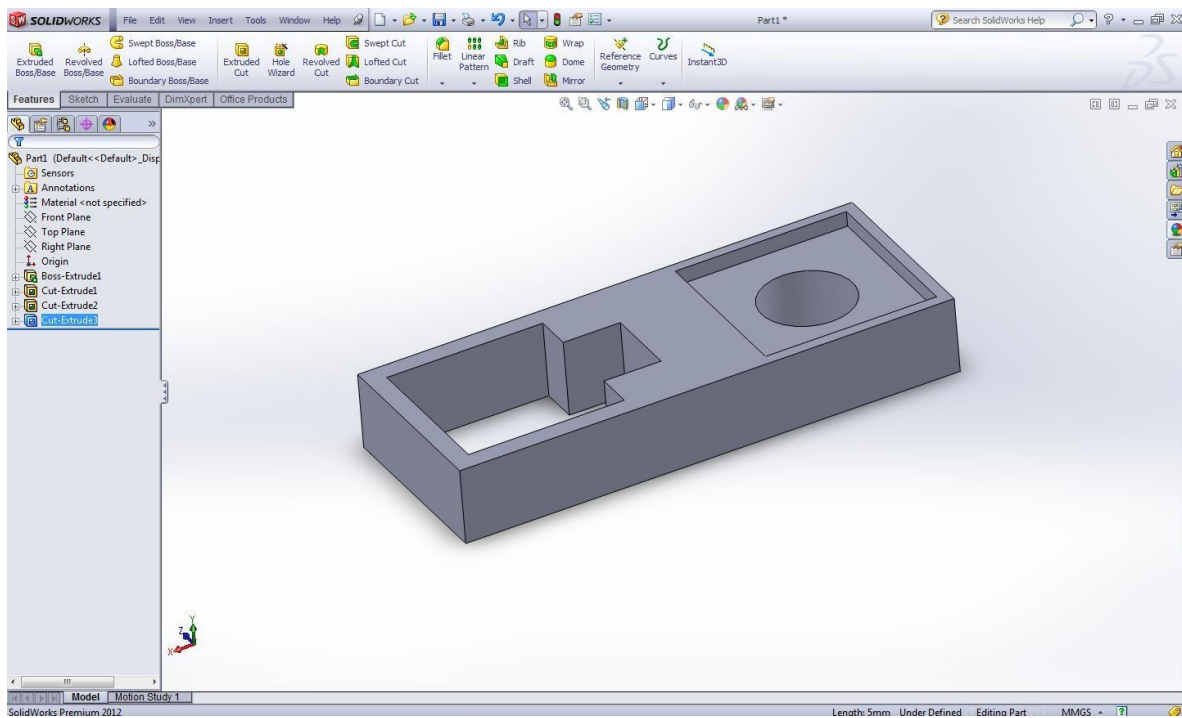 SOLIDWORKS File Edit View Insert Tools Window Help Part1 * Search SolidWorks Help
Extruded Boss/Base
Revolved Boss/Base
Swept Boss/Base
Lofted Boss/Base
Boundary Boss/Base
Extruded Cut
Hole Wizard
Revolved Cut
Swept Cut
Lofted Cut
Boundary Cut
Fillet
Linear Pattern
Rib
Draft
Shell
Wrap
Dome
Mirror
Reference Geometry
Curves
Instant3D
Features Sketch Evaluate DimXpert Office Products
Part1 (Default<<Default>_Disp
Sensors
Annotations
Material <not specified>
Front Plane
Top Plane
Right Plane
Origin
Boss-Extrude1
Cut-Extrude1
Cut-Extrude2
Cut-Extrude3
Y
Z
X
Model Motion Study 1
SolidWorks Premium 2012 Length: 5mm Under Defined Editing Part MMGS